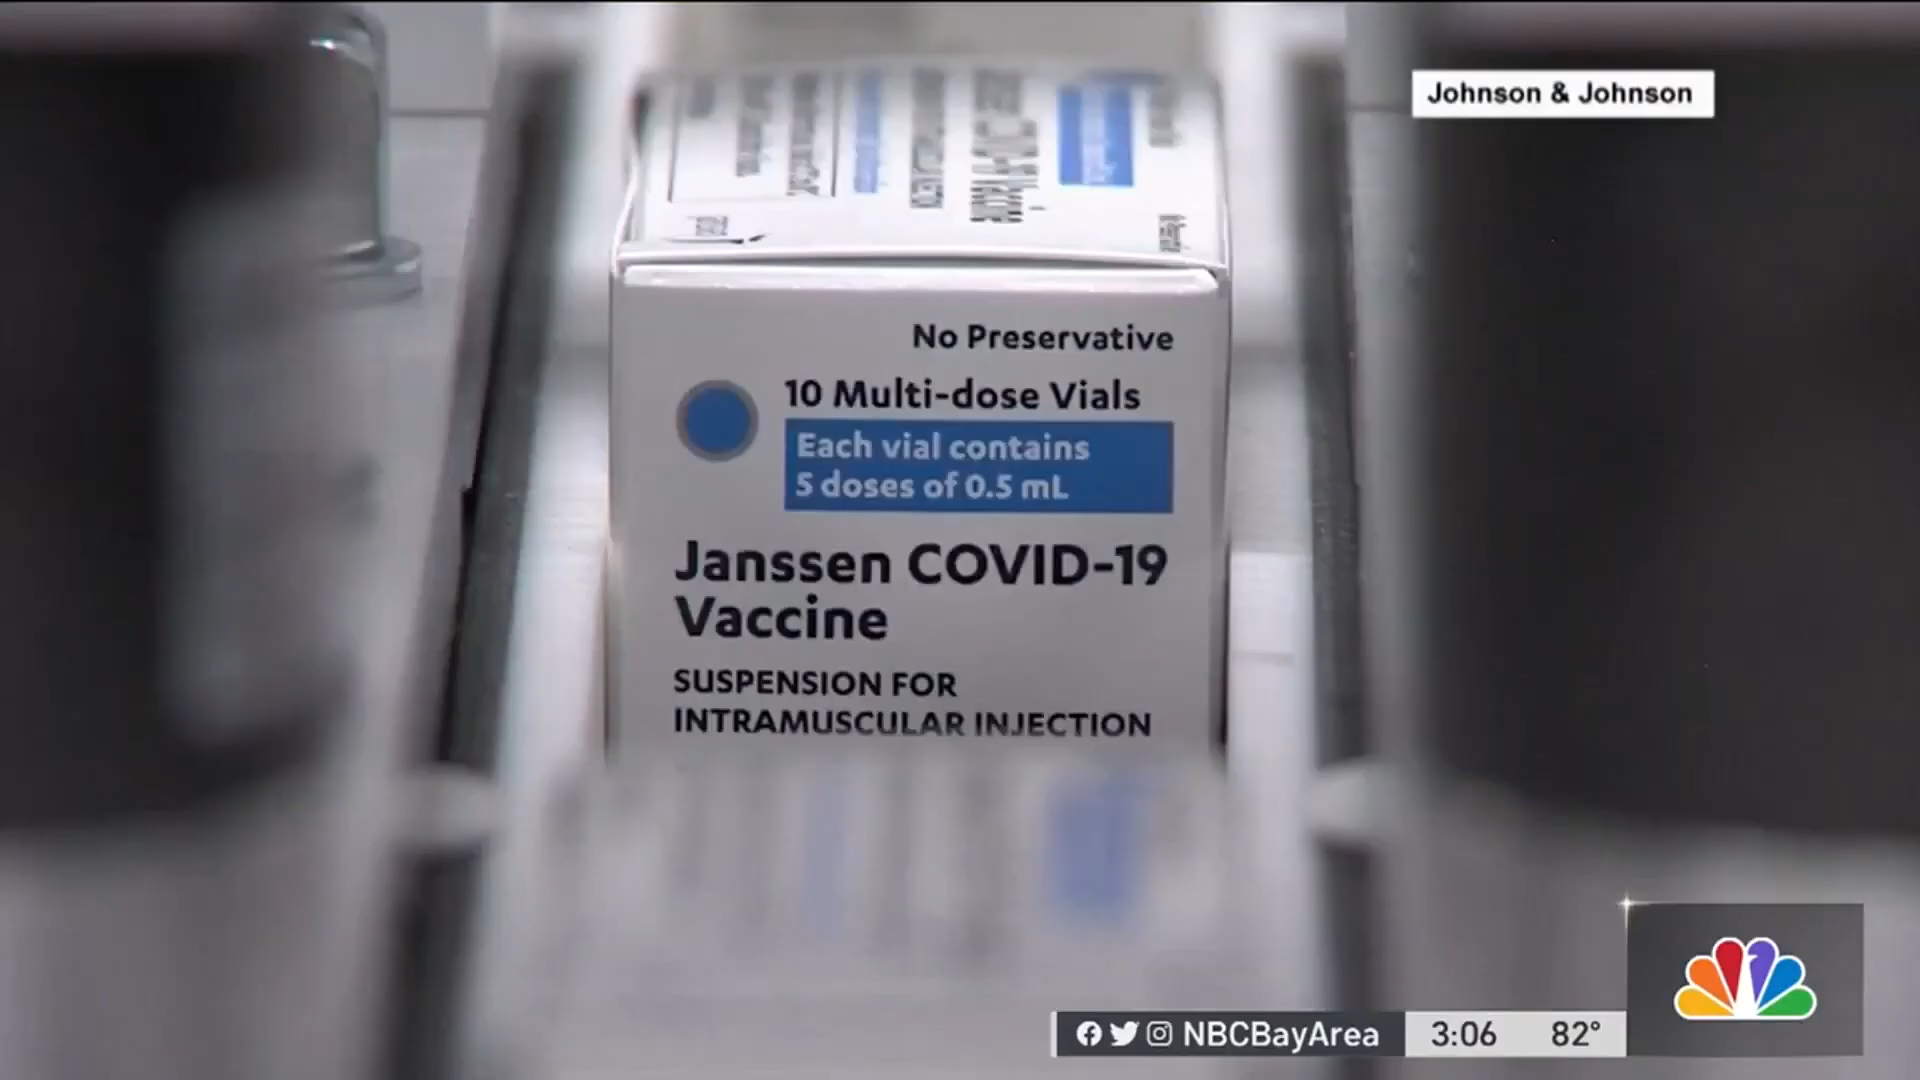 Johnson & Johnson
No Preservative
10 Multi-dose Vials
Each vial contains
5 doses of 0.5 mL
Janssen COVID-19
Vaccine
SUSPENSION FOR
INTRAMUSCULAR INJECTION
NBCBayArea 3:06 82°